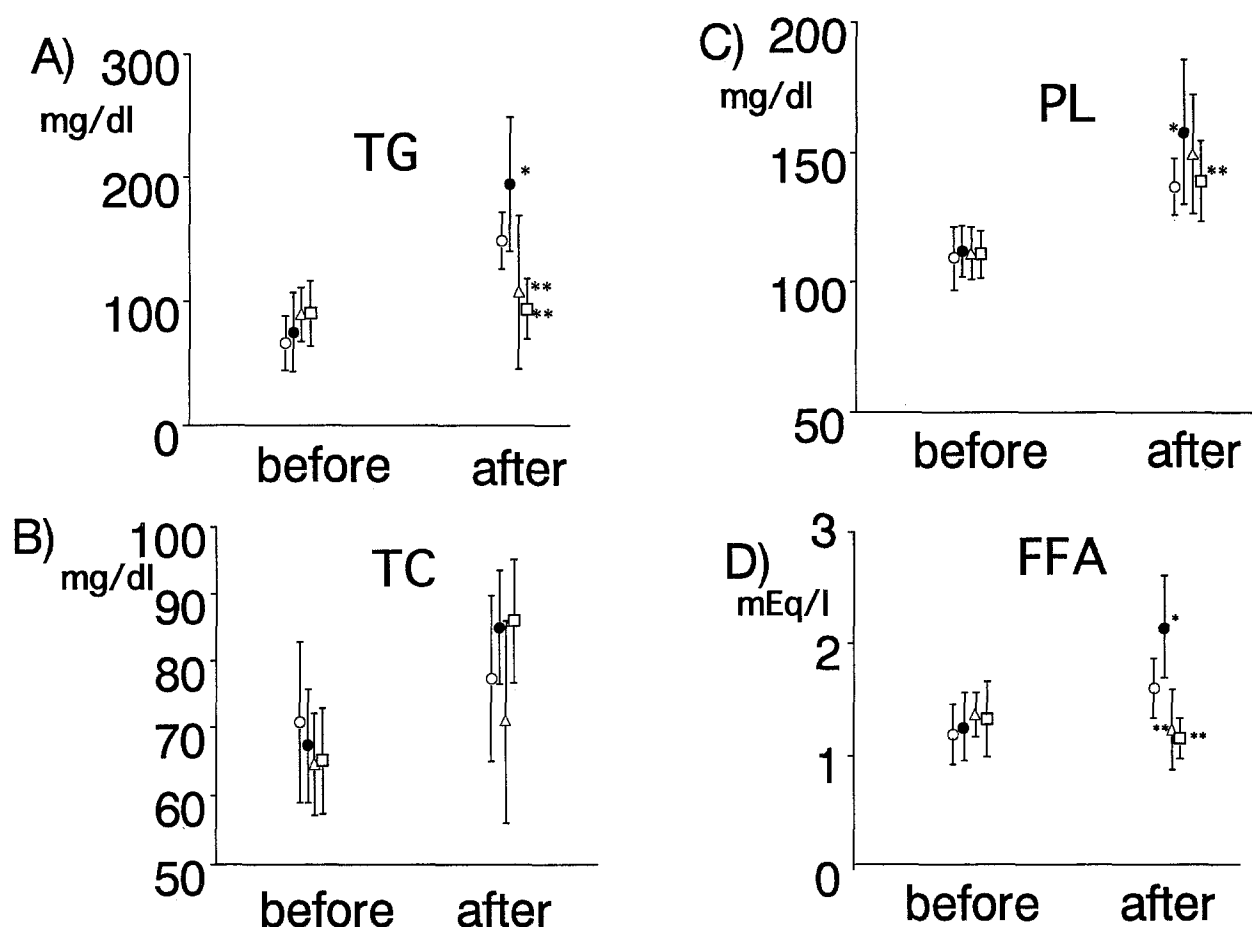 A)
300
mg/dl
TG
200
*
**
100
**
0
before after
C)
200
mg/dl
PL
150
*
**
100
50
before after
B)
100
mg/dl
TC
90
80
70
60
50
before after
D)
3
FFA
mEq/l
*
2
**
**
1
0
before after